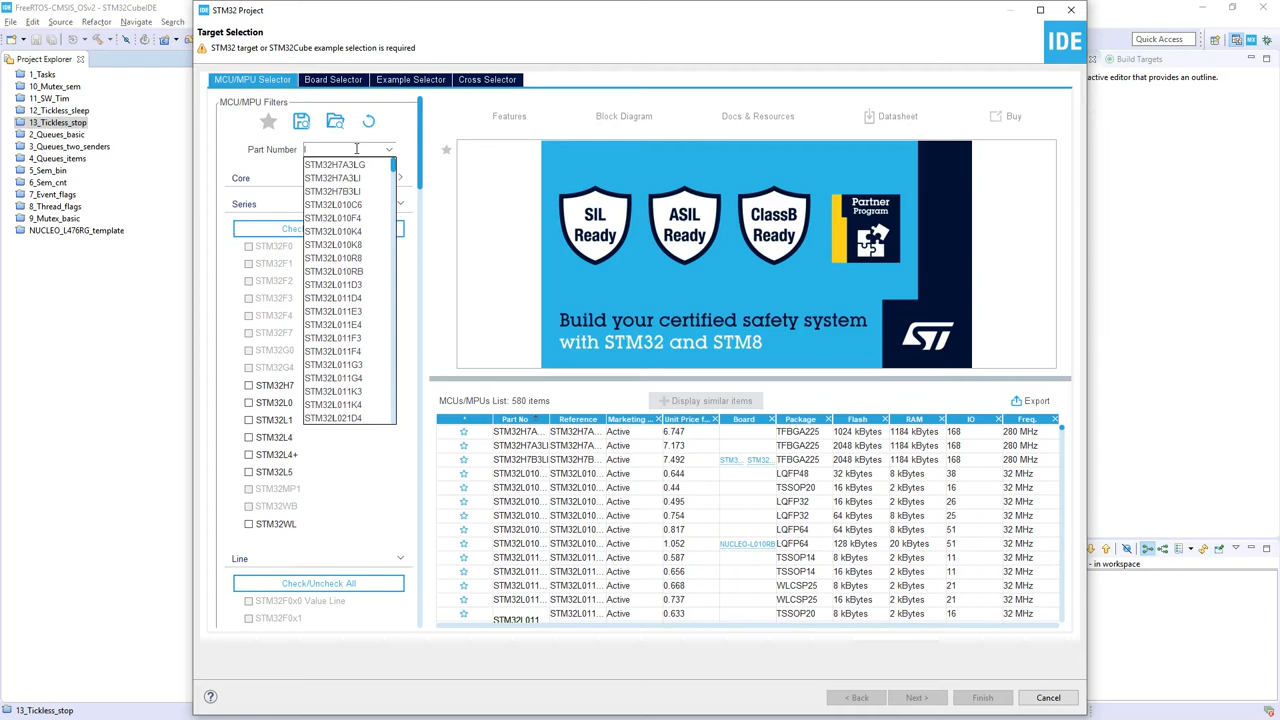 FreeRTOS-CMSIS_OSv2 - STM32CubeIDE
File Edit Source Refactor Navigate Search
Project Explorer
1_Tasks
10_Mutex_sem
11_SW_Tim
12_Tickless_sleep
13_Tickless_stop
2_Queues_basic
3_Queues_two_senders
4_Queues_items
5_Sem_bin
6_Sem_cnt
7_Event_flags
8_Thread_flags
9_Mutex_basic
NUCLEO_L476RG_template
13_Tickless_stop
IDE STM32 Project
Target Selection
STM32 target or STM32Cube example selection is required
IDE
MCU/MPU Selector Board Selector Example Selector Cross Selector
MCU/MPU Filters
Part Number l
Core
Series
Chec
STM32F0
STM32F1
STM32F2
STM32F3
STM32F4
STM32F7
STM32G0
STM32G4
STM32H7
STM32L0
STM32L1
STM32L4
STM32L4+
STM32L5
STM32MP1
STM32WB
STM32WL
Line
Check/Uncheck All
STM32F0x0 Value Line
STM32F0x1
STM32H7A3LG
STM32H7A3LI
STM32H7B3LI
STM32L010C6
STM32L010F4
STM32L010K4
STM32L010K8
STM32L010R8
STM32L010RB
STM32L011D3
STM32L011D4
STM32L011E3
STM32L011E4
STM32L011F3
STM32L011F4
STM32L011G3
STM32L011G4
STM32L011K3
STM32L011K4
STM32L021D4
Features Block Diagram Docs & Resources Datasheet Buy
SIL Ready
ASIL Ready
ClassB Ready
Partner Program
Build your certified safety system
with STM32 and STM8
ST
MCUs/MPUs List: 580 items Display similar items Export
* Part No Reference Marketing ... Unit Price f... Board Package Flash RAM IO Freq.
STM32H7A... STM32H7A... Active 6.747 TFBGA225 1024 kBytes 1184 kBytes 168 280 MHz
STM32H7A3LI STM32H7A... Active 7.173 TFBGA225 2048 kBytes 1184 kBytes 168 280 MHz
STM32H7B3LI STM32H7B... Active 7.492 STM3... STM32... TFBGA225 2048 kBytes 1184 kBytes 168 280 MHz
STM32L010... STM32L010... Active 0.644 LQFP48 32 kBytes 8 kBytes 38 32 MHz
STM32L010... STM32L010... Active 0.44 TSSOP20 16 kBytes 2 kBytes 16 32 MHz
STM32L010... STM32L010... Active 0.495 LQFP32 16 kBytes 2 kBytes 26 32 MHz
STM32L010... STM32L010... Active 0.754 LQFP32 64 kBytes 8 kBytes 25 32 MHz
STM32L010... STM32L010... Active 0.817 LQFP64 64 kBytes 8 kBytes 51 32 MHz
STM32L010... STM32L010... Active 1.052 NUCLEO-L010RB LQFP64 128 kBytes 20 kBytes 51 32 MHz
STM32L011... STM32L011... Active 0.587 TSSOP14 8 kBytes 2 kBytes 11 32 MHz
STM32L011... STM32L011... Active 0.656 TSSOP14 16 kBytes 2 kBytes 11 32 MHz
STM32L011... STM32L011... Active 0.668 WLCSP25 8 kBytes 2 kBytes 21 32 MHz
STM32L011... STM32L011... Active 0.737 WLCSP25 16 kBytes 2 kBytes 21 32 MHz
STM32L011... STM32L011... Active 0.633 TSSOP20 8 kBytes 2 kBytes 16 32 MHz
STM32L011
< Back Next > Finish Cancel
Quick Access
Build Targets
active editor that provides an outline.
- in workspace